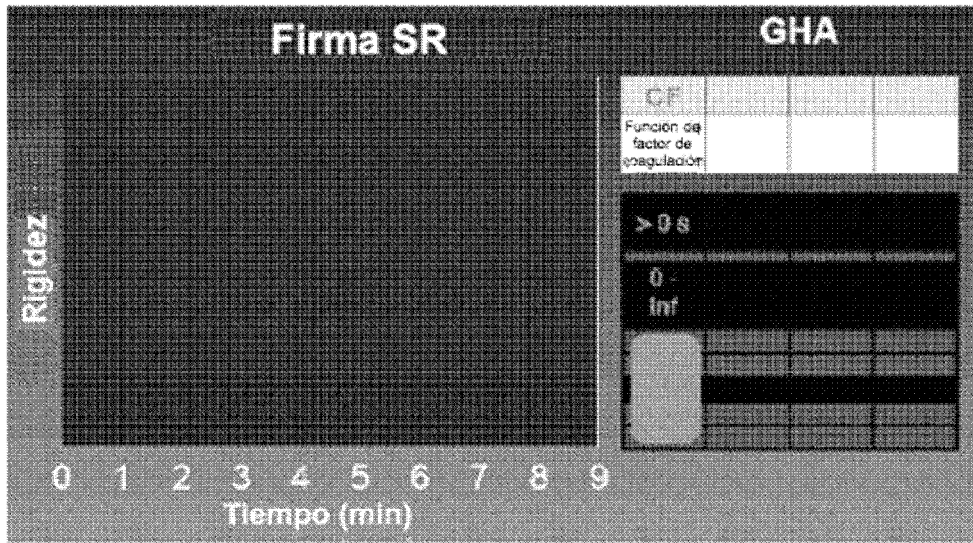 Firma SR
GHA
CF
Función de
factor de
coagulación
> 0 s
0 -
Inf
Rigidez
0 1 2 3 4 5 6 7 8 9
Tiempo (min)